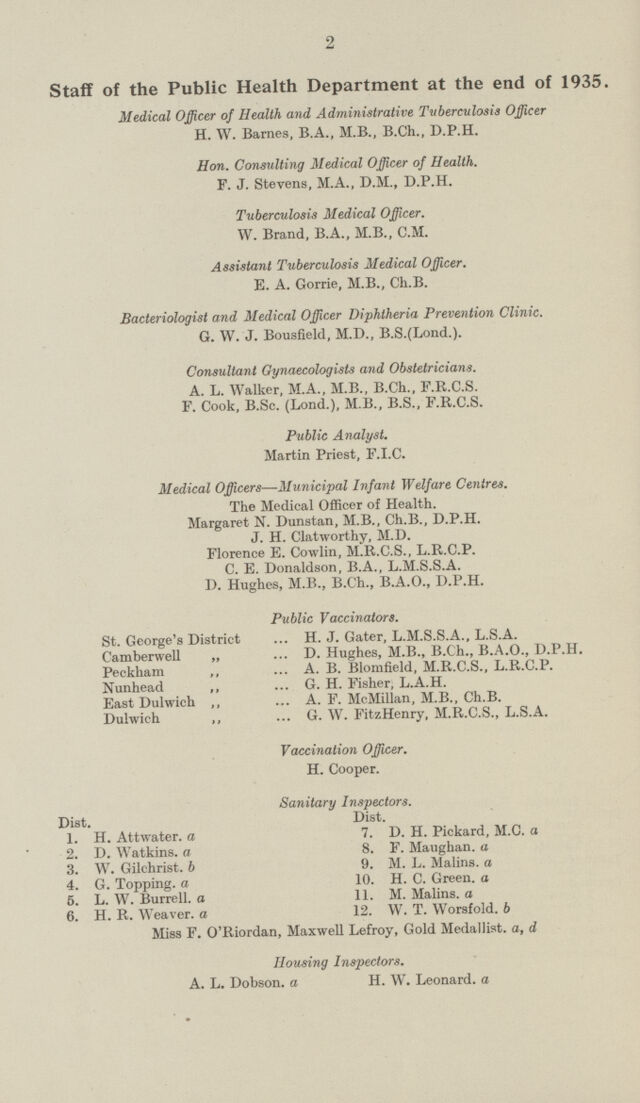 2
Staff of the Public Health Department at the end of 1935.
Medical Officer of Health and Administrative Tuberculosis Officer
H. W. Barnes, B.A., M.B., B.Ch., D.P.H.
Hon. Consulting Medical Officer of Health.
F. J. Stevens, M.A., D.M., D.P.H.
Tuberculosis Medical Officer.
W. Brand, B.A., M.B., C.M.
Assistant Tuberculosis Medical Officer.
E. A. Gorrie, M.B., Ch.B.
Bacteriologist and Medical Officer Diphtheria Prevention Clinic.
G. W. J. Bousfield, M.D., B.S.(Lond.).
Consultant Gynaecologists and Obstetricians.
A. L. Walker, M.A., M.B., B.Ch., F.R.C.S.
F. Cook, B.Sc. (Lond.), M.B., B.S., F.R.C.S.
Public Analyst.
Martin Priest, F.I.C.
Medical Officers—Municipal Infant Welfare Centres.
The Medical Officer of Health.
Margaret N. Dunstan, M.B., Ch.B., D.P.H.
J. H. Clatworthy, M.D.
Florence E. Cowlin, M.R.C.S., L.R.C.P.
C. E. Donaldson, B.A., L.M.S.S.A.
D. Hughes, M.B., B.Ch., B.A.O., D.P.H.
Public Vaccinators.
St. George's District ... H. J. Gater, L.M.S.S.A., L.S.A.
Camberwell „ ... D. Hughes, M.B., B.Ch., B.A.O., D.P.H.
Peckham ,, ... A. B. Blomfield, M.R.C.S., L.R.C.P.
Nunhead ,, ... G. H. Fisher, L.A.H.
East Dulwich ,, ... A. F. McMillan, M.B., Ch.B.
Dulwich ,, ... G. W. FitzHenry, M.R.C.S., L.S.A.
Vaccination Officer.
H. Cooper.
Sanitary Inspectors.
Dist.
1. H. Attwater. a
2. D. Watkins. a
3. W. Gilchrist. b
4. G. Topping. a
5. L. W. Burrell. a
6. H. R. Weaver. a
Dist.
7. D. H. Pickard, M.C. a
8. F. Maughan. a
9. M. L. Malins. a
10. H. C. Green. a
11. M. Malins. a
12. W. T. Worsfold. b
Miss F. O'Riordan, Maxwell Lefroy, Gold Medallist. a, d
Housing Inspectors.
A. L. Dobson. a H. W. Leonard. a